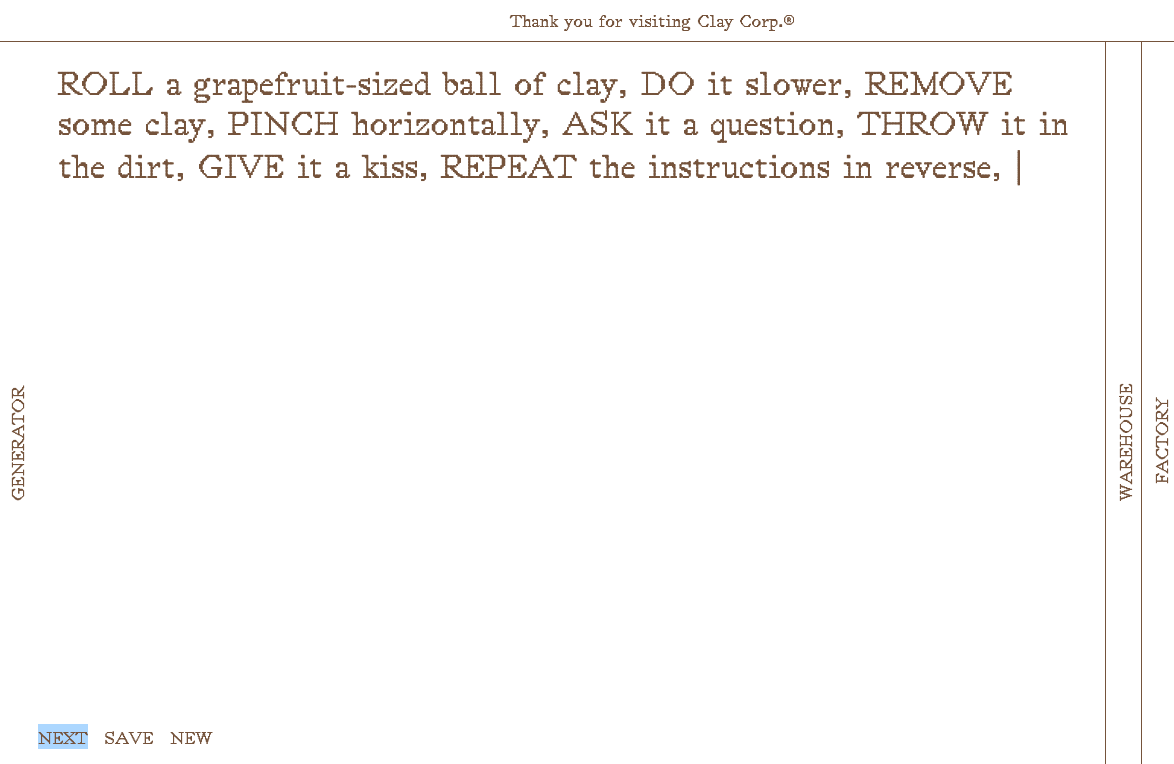 Thank you for visiting Clay Corp.®
ROLL a grapefruit-sized ball of clay, DO it slower, REMOVE
some clay, PINCH horizontally, ASK it a question, THROW it in
the dirt, GIVE it a kiss, REPEAT the instructions in reverse,
GENERATOR
WAREHOUSE
FACTORY
NEXT SAVE NEW